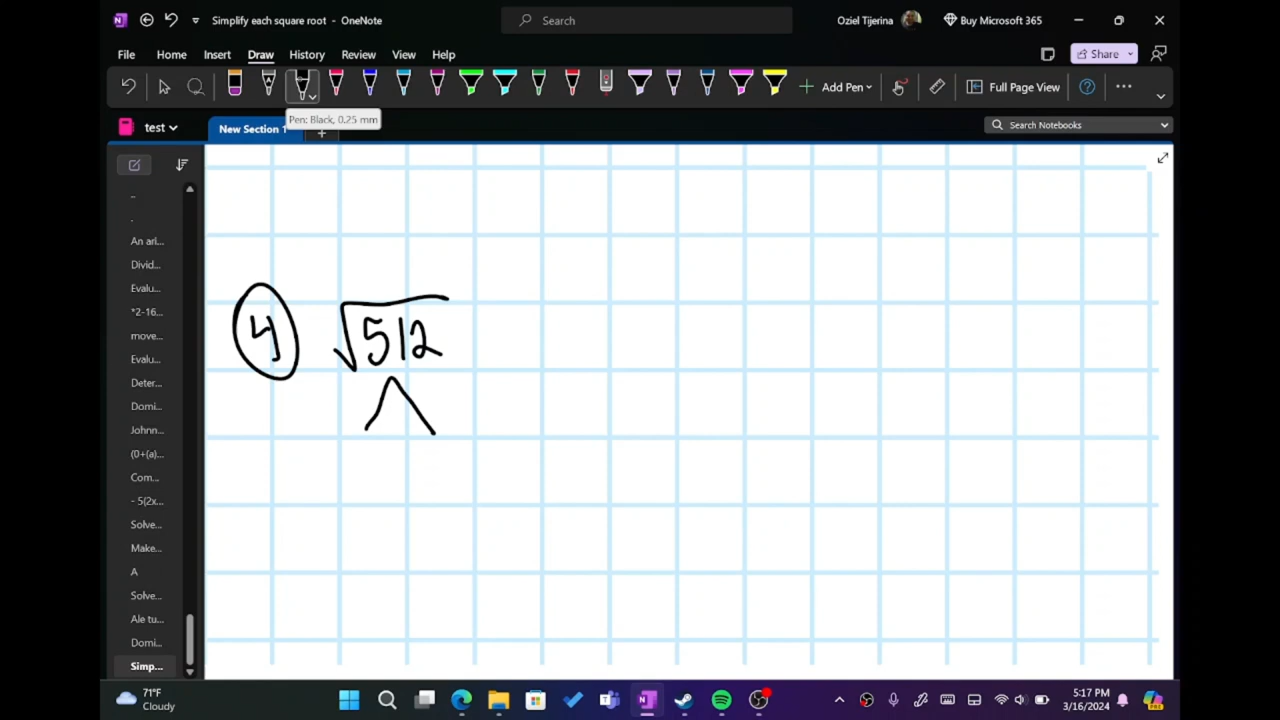 Simplify each square root - OneNote
Search
Oziel Tijerina
Buy Microsoft 365
File Home Insert Draw History Review View Help
Share
Add Pen
Full Page View
Pen: Black, 0.25 mm
test
New Section 1
+
Search Notebooks
-
.
An ari...
Divid...
Evalu...
*2-16...
move...
Evalu...
Deter...
Domi...
Johnn...
(0+(a)...
Com...
- 5(2x...
Solve...
Make...
A
Solve...
Ale tu...
Domi...
Simp...
4 √512
71°F
Cloudy
5:17 PM
3/16/2024